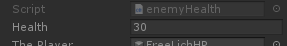 Script enemyHealth
Health 30
The Player FreeLichHP